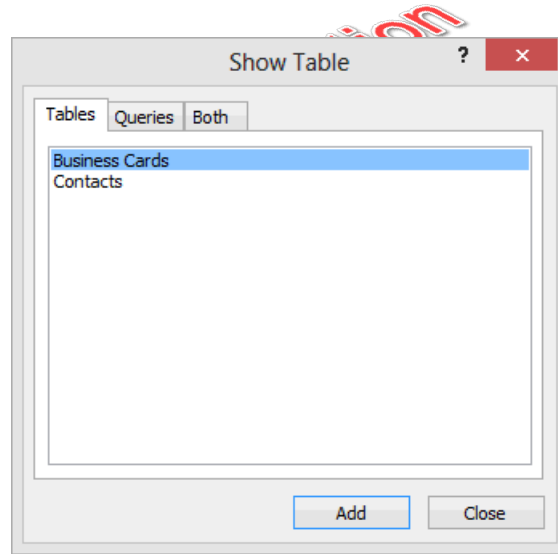 Show Table
?
×
Tables Queries Both
Business Cards
Contacts
Add Close